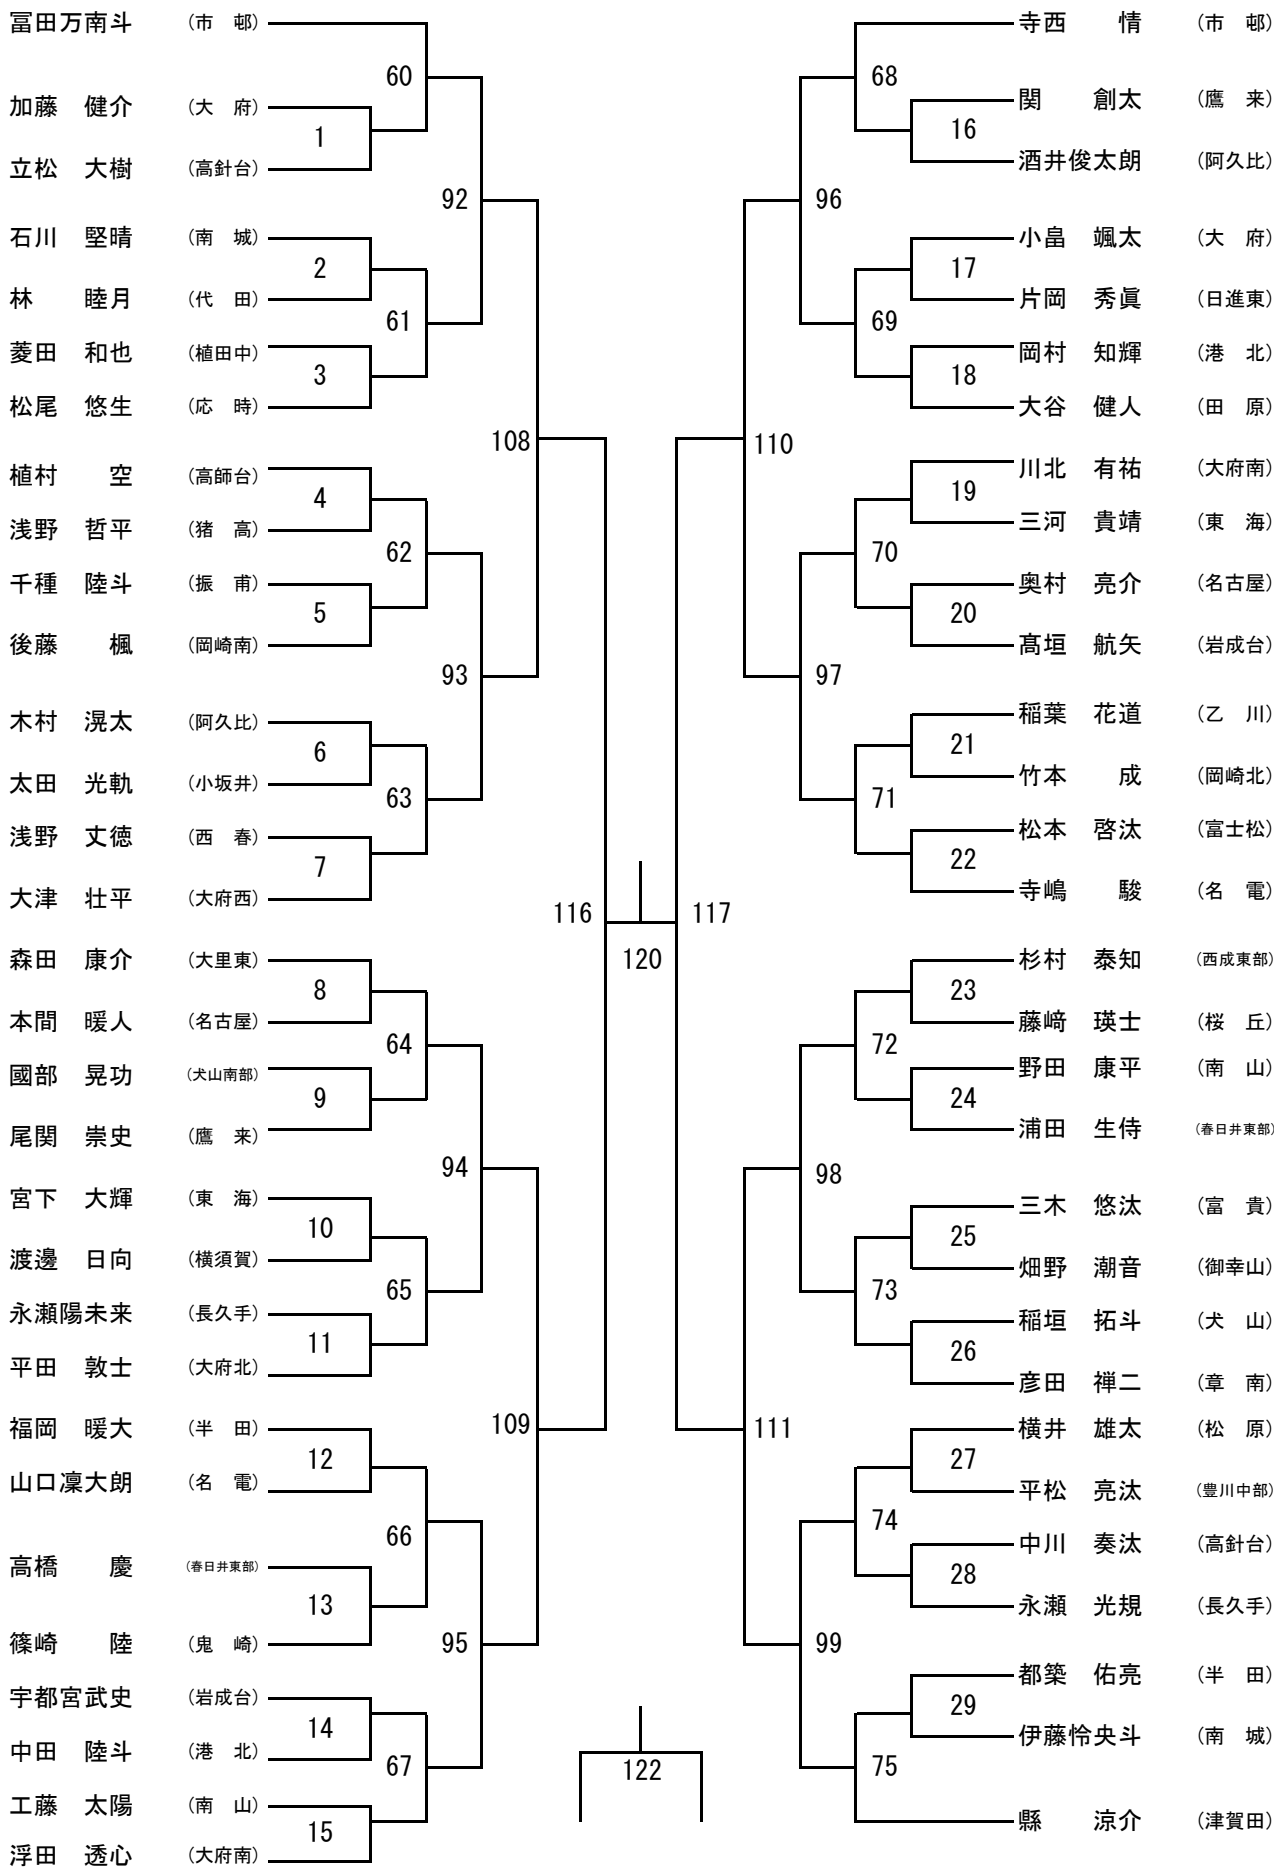 冨田万南斗 (市 邨)
60
加藤 健介 (大 府)
1
立松 大樹 (高針台)
92
石川 堅晴 (南 城)
2
林 睦月 (代 田)
61
菱田 和也 (植田中)
3
松尾 悠生 (応 時)
108
植村 空 (高師台)
4
浅野 哲平 (猪 高)
62
千種 陸斗 (振 甫)
5
後藤 楓 (岡崎南)
93
木村 滉太 (阿久比)
6
太田 光軌 (小坂井)
63
浅野 丈徳 (西 春)
7
大津 壮平 (大府西)
116
森田 康介 (大里東)
8
本間 暖人 (名古屋)
64
國部 晃功 (犬山南部)
9
尾関 崇史 (鷹 来)
94
宮下 大輝 (東 海)
10
渡邊 日向 (横須賀)
65
永瀬陽未来 (長久手)
11
平田 敦士 (大府北)
109
福岡 暖大 (半 田)
12
山口凜大朗 (名 電)
66
高橋 慶 (春日井東部)
13
篠崎 陸 (鬼 崎)
95
宇都宮武史 (岩成台)
14
中田 陸斗 (港 北)
67
工藤 太陽 (南 山)
15
浮田 透心 (大府南)
120
122
寺西 情 (市 邨)
68
関 創太 (鷹 来)
16
酒井俊太朗 (阿久比)
96
小畠 颯太 (大 府)
17
片岡 秀眞 (日進東)
69
岡村 知輝 (港 北)
18
大谷 健人 (田 原)
110
川北 有祐 (大府南)
19
三河 貴靖 (東 海)
70
奥村 亮介 (名古屋)
20
髙垣 航矢 (岩成台)
97
稲葉 花道 (乙 川)
21
竹本 成 (岡崎北)
71
松本 啓汰 (富士松)
22
寺嶋 駿 (名 電)
117
杉村 泰知 (西成東部)
23
藤﨑 瑛士 (桜 丘)
72
野田 康平 (南 山)
24
浦田 生侍 (春日井東部)
98
三木 悠汰 (富 貴)
25
畑野 潮音 (御幸山)
73
稲垣 拓斗 (犬 山)
26
彦田 禅二 (章 南)
111
横井 雄太 (松 原)
27
平松 亮汰 (豊川中部)
74
中川 奏汰 (高針台)
28
永瀬 光規 (長久手)
99
都築 佑亮 (半 田)
29
伊藤怜央斗 (南 城)
75
縣 涼介 (津賀田)